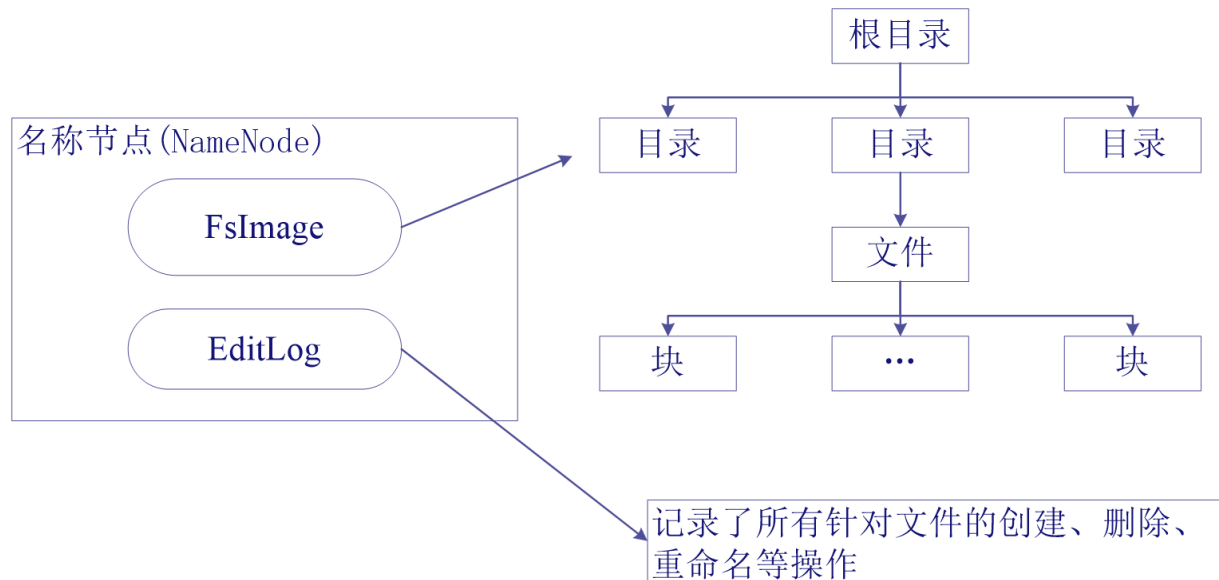 根目录
名称节点(NameNode)
目录
目录
目录
FsImage
文件
EditLog
块
…
块
记录了所有针对文件的创建、删除、
重命名等操作